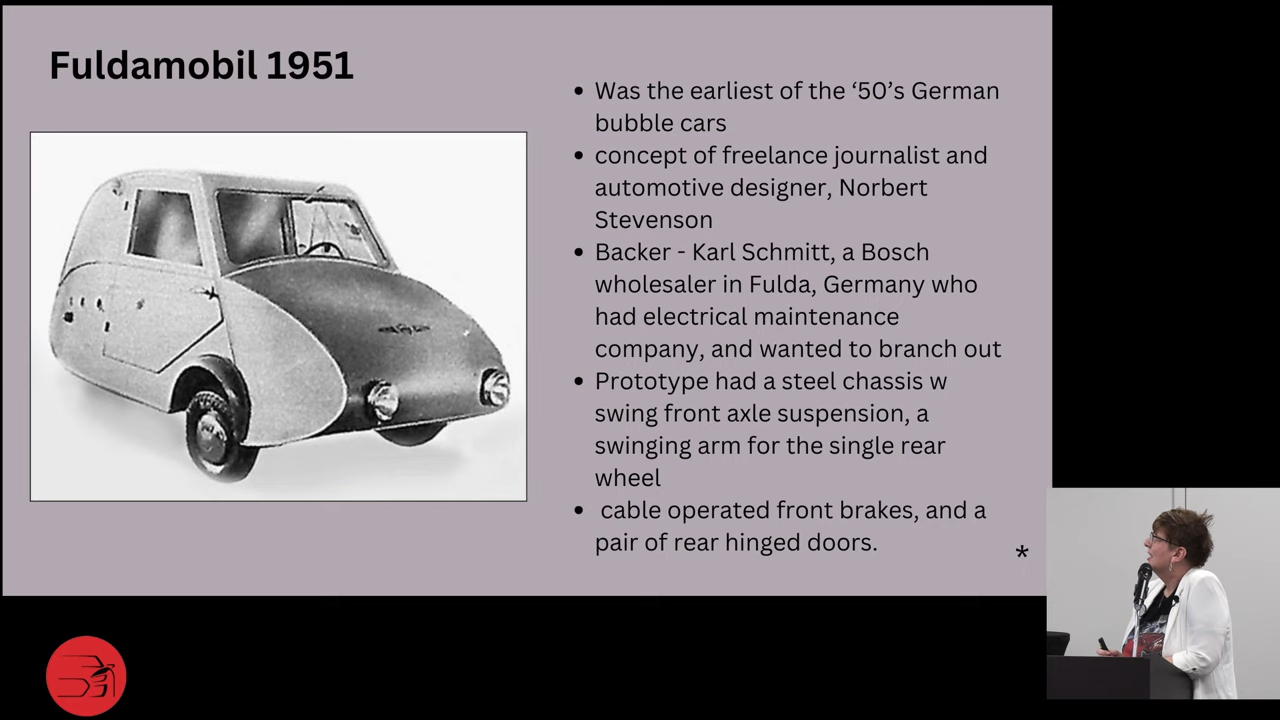 Fuldamobil 1951
• Was the earliest of the ‘50’s German
bubble cars
• concept of freelance journalist and
automotive designer, Norbert
Stevenson
• Backer - Karl Schmitt, a Bosch
wholesaler in Fulda, Germany who
had electrical maintenance
company, and wanted to branch out
• Prototype had a steel chassis w
swing front axle suspension, a
swinging arm for the single rear
wheel
• cable operated front brakes, and a
pair of rear hinged doors.
*